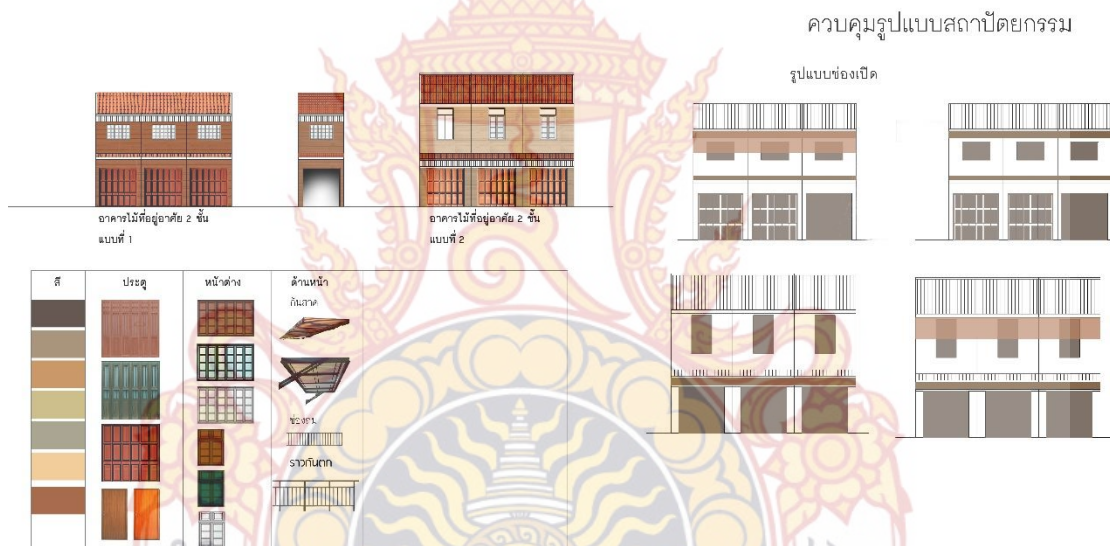 ควบคุมรูปแบบสถาปัตยกรรม
รูปแบบช่องเปิด
อาคารไม้ที่อยู่อาศัย 2 ชั้น
แบบที่ 1
อาคารไม้ที่อยู่อาศัย 2 ชั้น
แบบที่ 2
สี
ประตู
หน้าต่าง
ด้านหน้า
กันสาด
ช่องลม
ราวกันตก